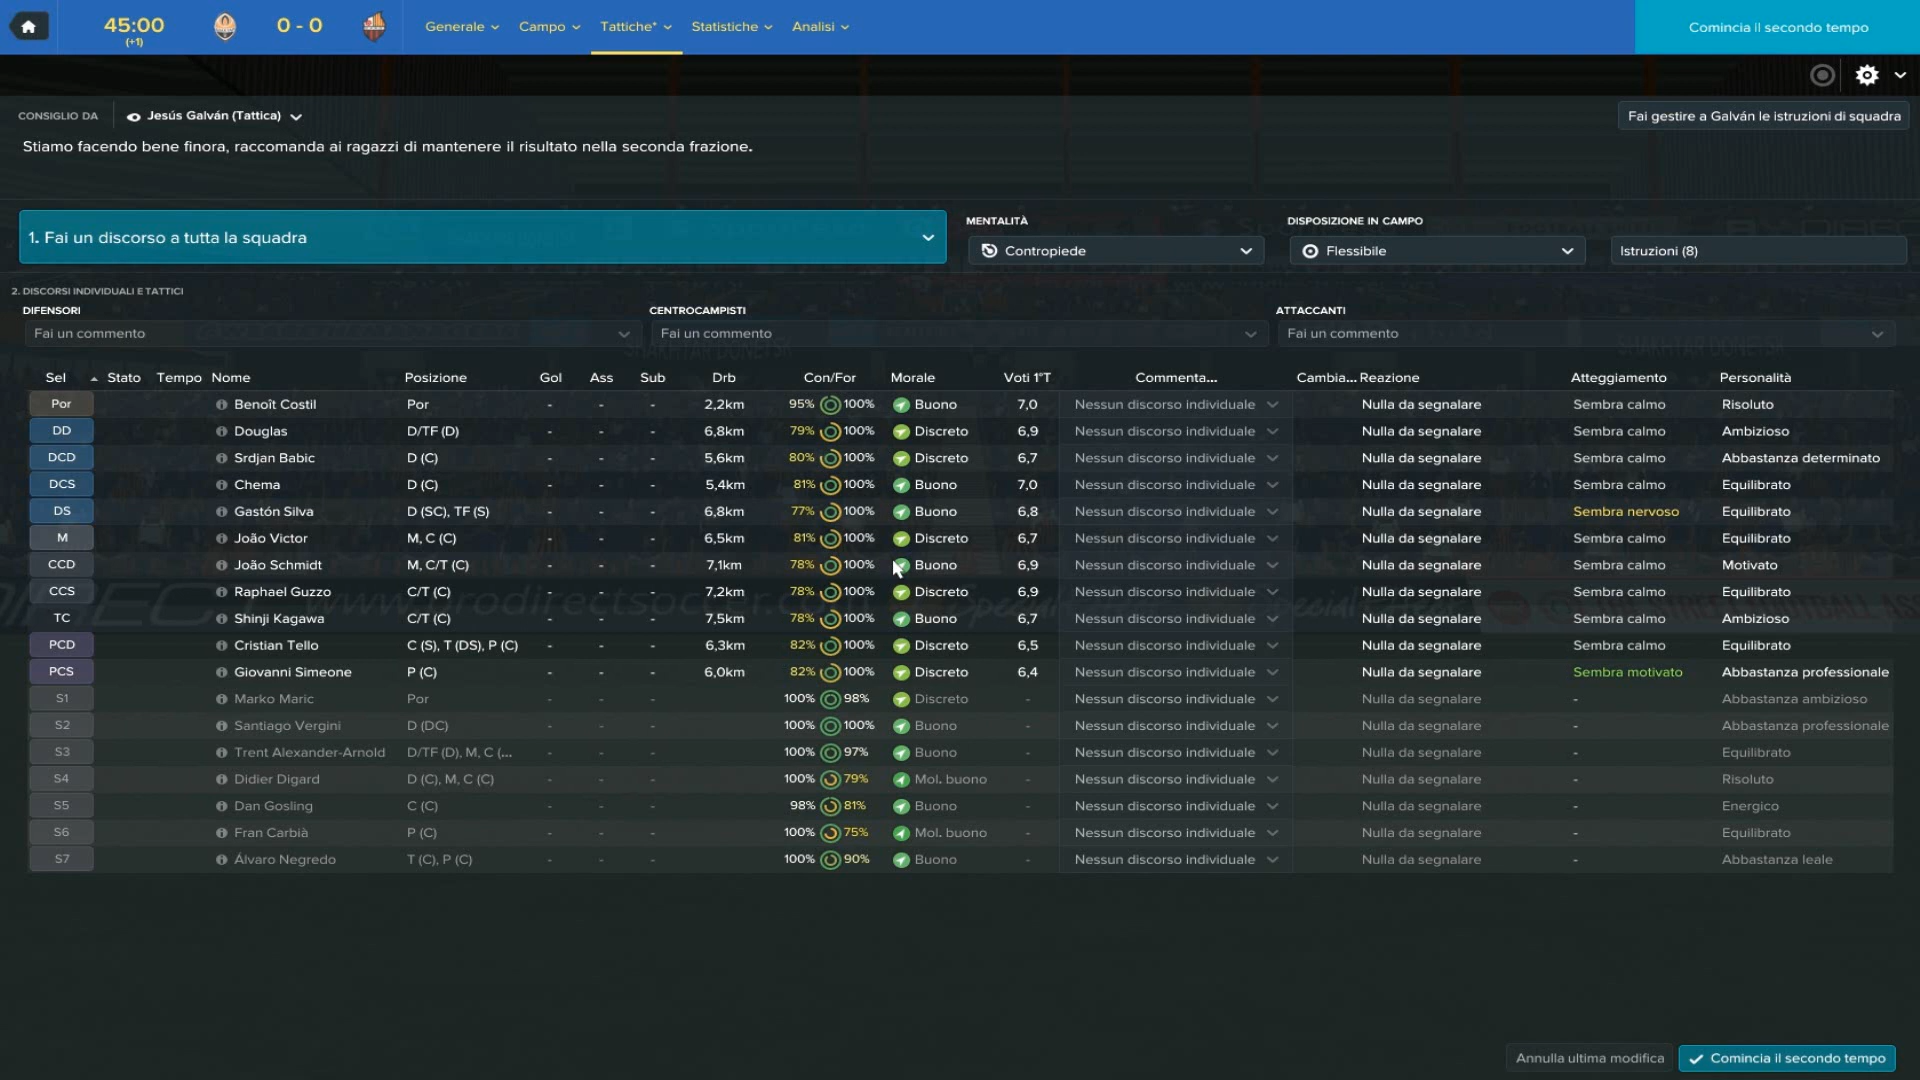 45:00 0 - 0 Generale Campo Tattiche* Statistiche Analisi Comincia il secondo tempo
(+1)
CONSIGLIO DA Jesús Galván (Tattica) Fai gestire a Galván le istruzioni di squadra
Stiamo facendo bene finora, raccomanda ai ragazzi di mantenere il risultato nella seconda frazione.
MENTALITÀ DISPOSIZIONE IN CAMPO
1. Fai un discorso a tutta la squadra Contropiede Flessibile Istruzioni (8)
2. DISCORSI INDIVIDUALI E TATTICI
DIFENSORI CENTROCAMPISTI ATTACCANTI
Fai un commento Fai un commento Fai un commento
Sel Stato Tempo Nome Posizione Gol Ass Sub Drb Con/For Morale Voti 1°T Commenta... Cambia... Reazione Atteggiamento Personalità
Por Benoît Costil Por - - - 2,2km 95% 100% Buono 7,0 Nessun discorso individuale Nulla da segnalare Sembra calmo Risoluto
DD Douglas D/TF (D) - - - 6,8km 79% 100% Discreto 6,9 Nessun discorso individuale Nulla da segnalare Sembra calmo Ambizioso
DCD Srdjan Babic D (C) - - - 5,6km 80% 100% Discreto 6,7 Nessun discorso individuale Nulla da segnalare Sembra calmo Abbastanza determinato
DCS Chema D (C) - - - 5,4km 81% 100% Buono 7,0 Nessun discorso individuale Nulla da segnalare Sembra calmo Equilibrato
DS Gastón Silva D (SC), TF (S) - - - 6,8km 77% 100% Buono 6,8 Nessun discorso individuale Nulla da segnalare Sembra nervoso Equilibrato
M João Victor M, C (C) - - - 6,5km 81% 100% Discreto 6,7 Nessun discorso individuale Nulla da segnalare Sembra calmo Equilibrato
CCD João Schmidt M, C/T (C) - - - 7,1km 78% 100% Buono 6,9 Nessun discorso individuale Nulla da segnalare Sembra calmo Motivato
CCS Raphael Guzzo C/T (C) - - - 7,2km 78% 100% Discreto 6,9 Nessun discorso individuale Nulla da segnalare Sembra calmo Equilibrato
TC Shinji Kagawa C/T (C) - - - 7,5km 78% 100% Buono 6,7 Nessun discorso individuale Nulla da segnalare Sembra calmo Ambizioso
PCD Cristian Tello C (S), T (DS), P (C) - - - 6,3km 82% 100% Discreto 6,5 Nessun discorso individuale Nulla da segnalare Sembra calmo Equilibrato
PCS Giovanni Simeone P (C) - - - 6,0km 82% 100% Discreto 6,4 Nessun discorso individuale Nulla da segnalare Sembra motivato Abbastanza professionale
S1 Marko Maric Por - - - 100% 98% Discreto - Nessun discorso individuale Nulla da segnalare - Abbastanza ambizioso
S2 Santiago Vergini D (DC) - - - 100% 100% Buono - Nessun discorso individuale Nulla da segnalare - Abbastanza professionale
S3 Trent Alexander-Arnold D/TF (D), M, C (... - - - 100% 97% Buono - Nessun discorso individuale Nulla da segnalare - Equilibrato
S4 Didier Digard D (C), M, C (C) - - - 100% 79% Mol. buono - Nessun discorso individuale Nulla da segnalare - Risoluto
S5 Dan Gosling C (C) - - - 98% 81% Buono - Nessun discorso individuale Nulla da segnalare - Energico
S6 Fran Carbià P (C) - - - 100% 75% Mol. buono - Nessun discorso individuale Nulla da segnalare - Equilibrato
S7 Álvaro Negredo T (C), P (C) - - - 100% 90% Buono - Nessun discorso individuale Nulla da segnalare - Abbastanza leale
Annulla ultima modifica Comincia il secondo tempo